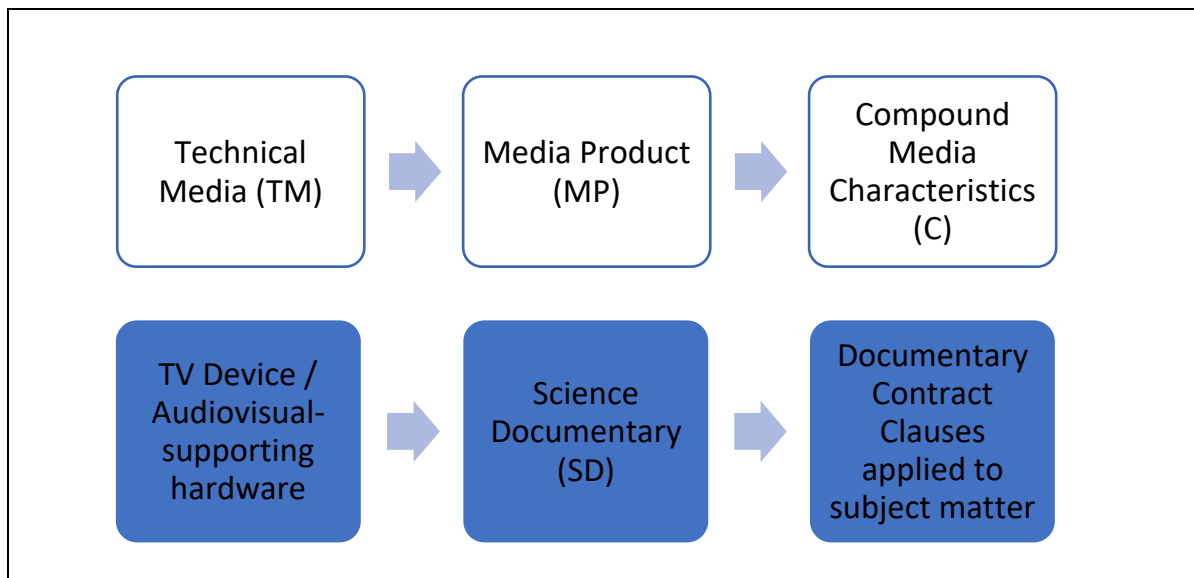 Technical
Media (TM)
Media Product
(MP)
Compound
Media
Characteristics
(C)
TV Device /
Audiovisual-
supporting
hardware
Science
Documentary
(SD)
Documentary
Contract
Clauses
applied to
subject matter